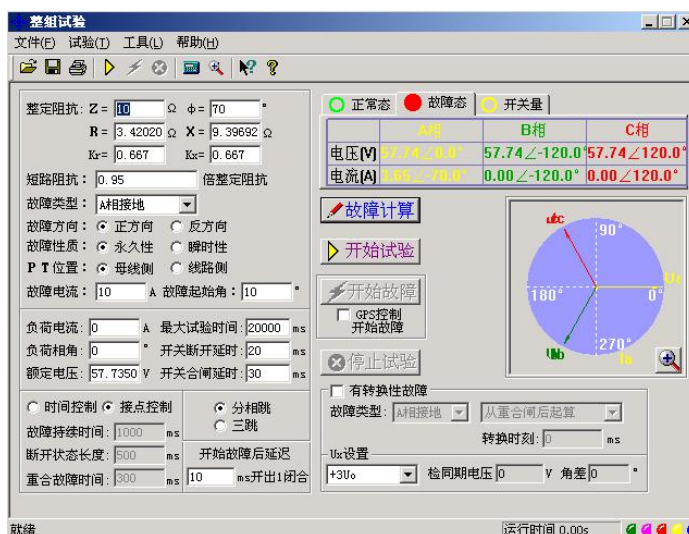 整组试验
文件(F) 试验(T) 工具(L) 帮助(H)
整定阻抗: Z = 10 Ω ϕ = 70 °
R = 3.42020 Ω X = 9.39692 Ω
Kr= 0.667 Kx= 0.667
短路阻抗: 0.95 倍整定阻抗
故障类型: A相接地
故障方向: 正方向 反方向
故障性质: 永久性 瞬时性
P T位置: 母线侧 线路侧
故障电流: 10 A 故障起始角: 10 °
负荷电流: 0 A 最大试验时间: 20000 ms
负荷相角: 0 ° 开关断开延时: 20 ms
额定电压: 57.7350 V 开关合闸延时: 30 ms
时间控制 接点控制
故障持续时间: 1000 ms
断开状态长度: 500 ms
重合故障时间: 300 ms
分相跳
三跳
开始故障后延迟
10 ms开出1闭合
正常态 故障态 开关量
A相 B相 C相
电压(V) 57.74∠0.0° 57.74∠-120.0° 57.74∠120.0°
电流(A) 3.65∠-70.0° 0.00∠-120.0° 0.00∠120.0°
故障计算
开始试验
开始故障
GPS控制
开始故障
停止试验
90°
180° 0°
270°
有转换性故障
故障类型: A相接地 从重合闸后起算
转换时刻: 0 ms
Ux设置
+3U₀ 检同期电压 0 V 角差 0 °
就绪 运行时间 0.00s